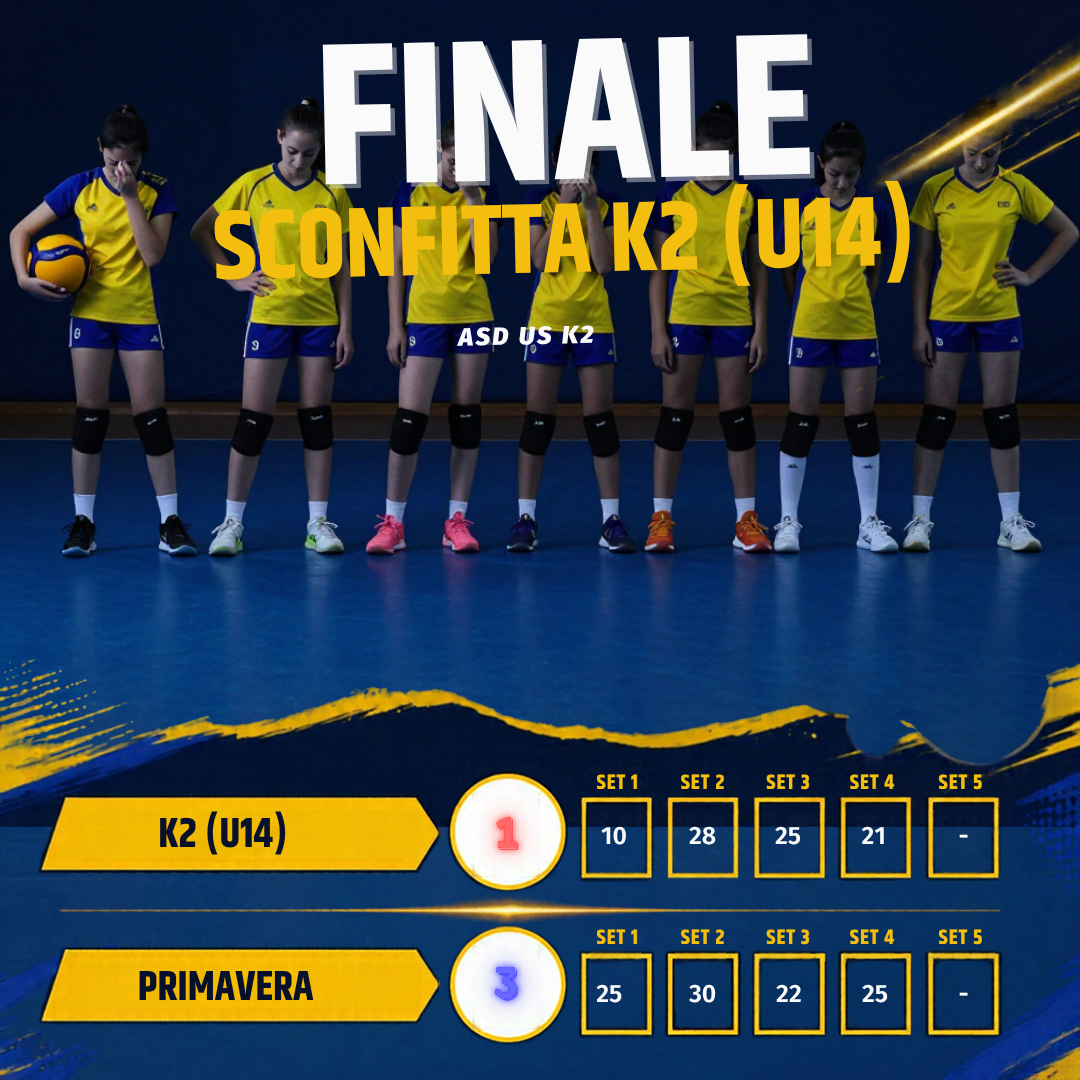 FINALE
SCONFITTA K2 (U14)
ASD US K2
SET 1 SET 2 SET 3 SET 4 SET 5
K2 (U14) 1 10 28 25 21 -
SET 1 SET 2 SET 3 SET 4 SET 5
PRIMAVERA 3 25 30 22 25 -